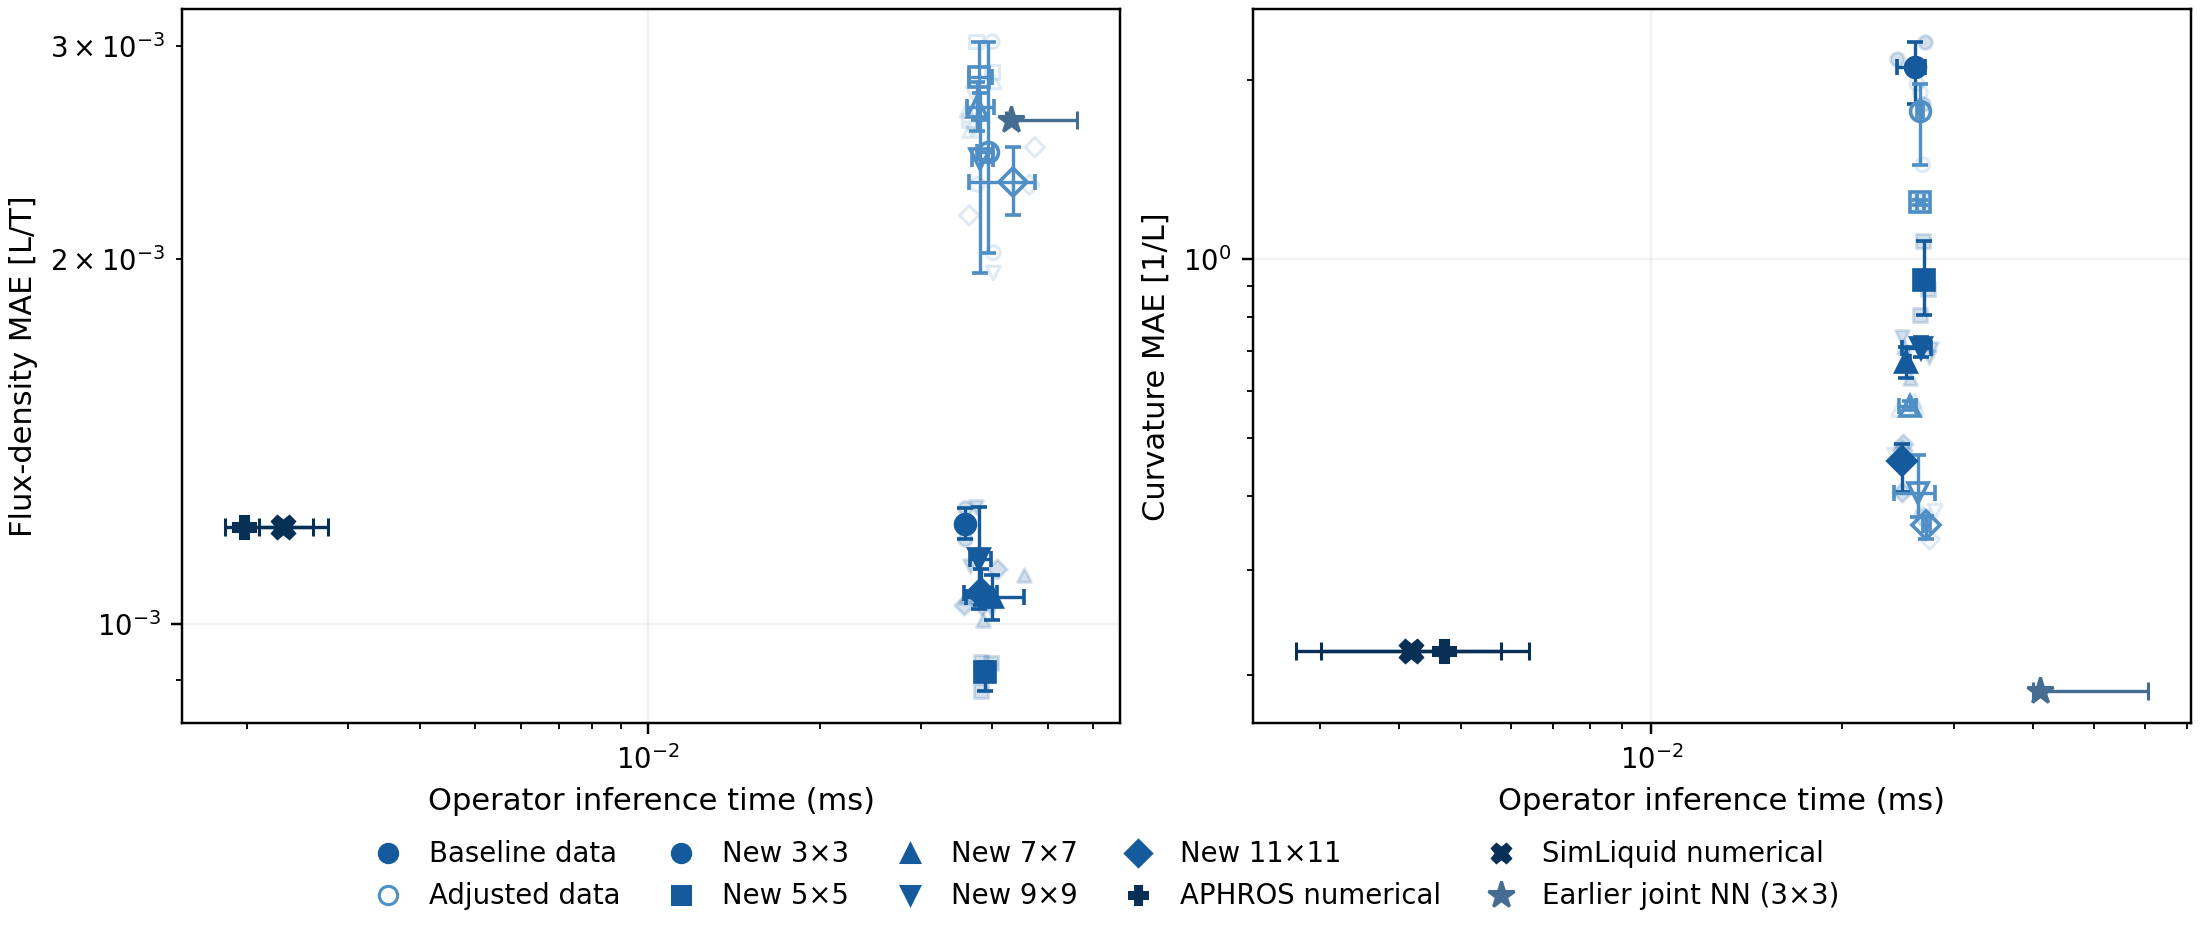 3 × 10⁻³
2 × 10⁻³
10⁻³
Flux-density MAE [L/T]
10⁻²
Operator inference time (ms)
10⁰
Curvature MAE [1/L]
10⁻²
Operator inference time (ms)
Baseline data
Adjusted data
New 3×3
New 5×5
New 7×7
New 9×9
New 11×11
APHROS numerical
SimLiquid numerical
Earlier joint NN (3×3)